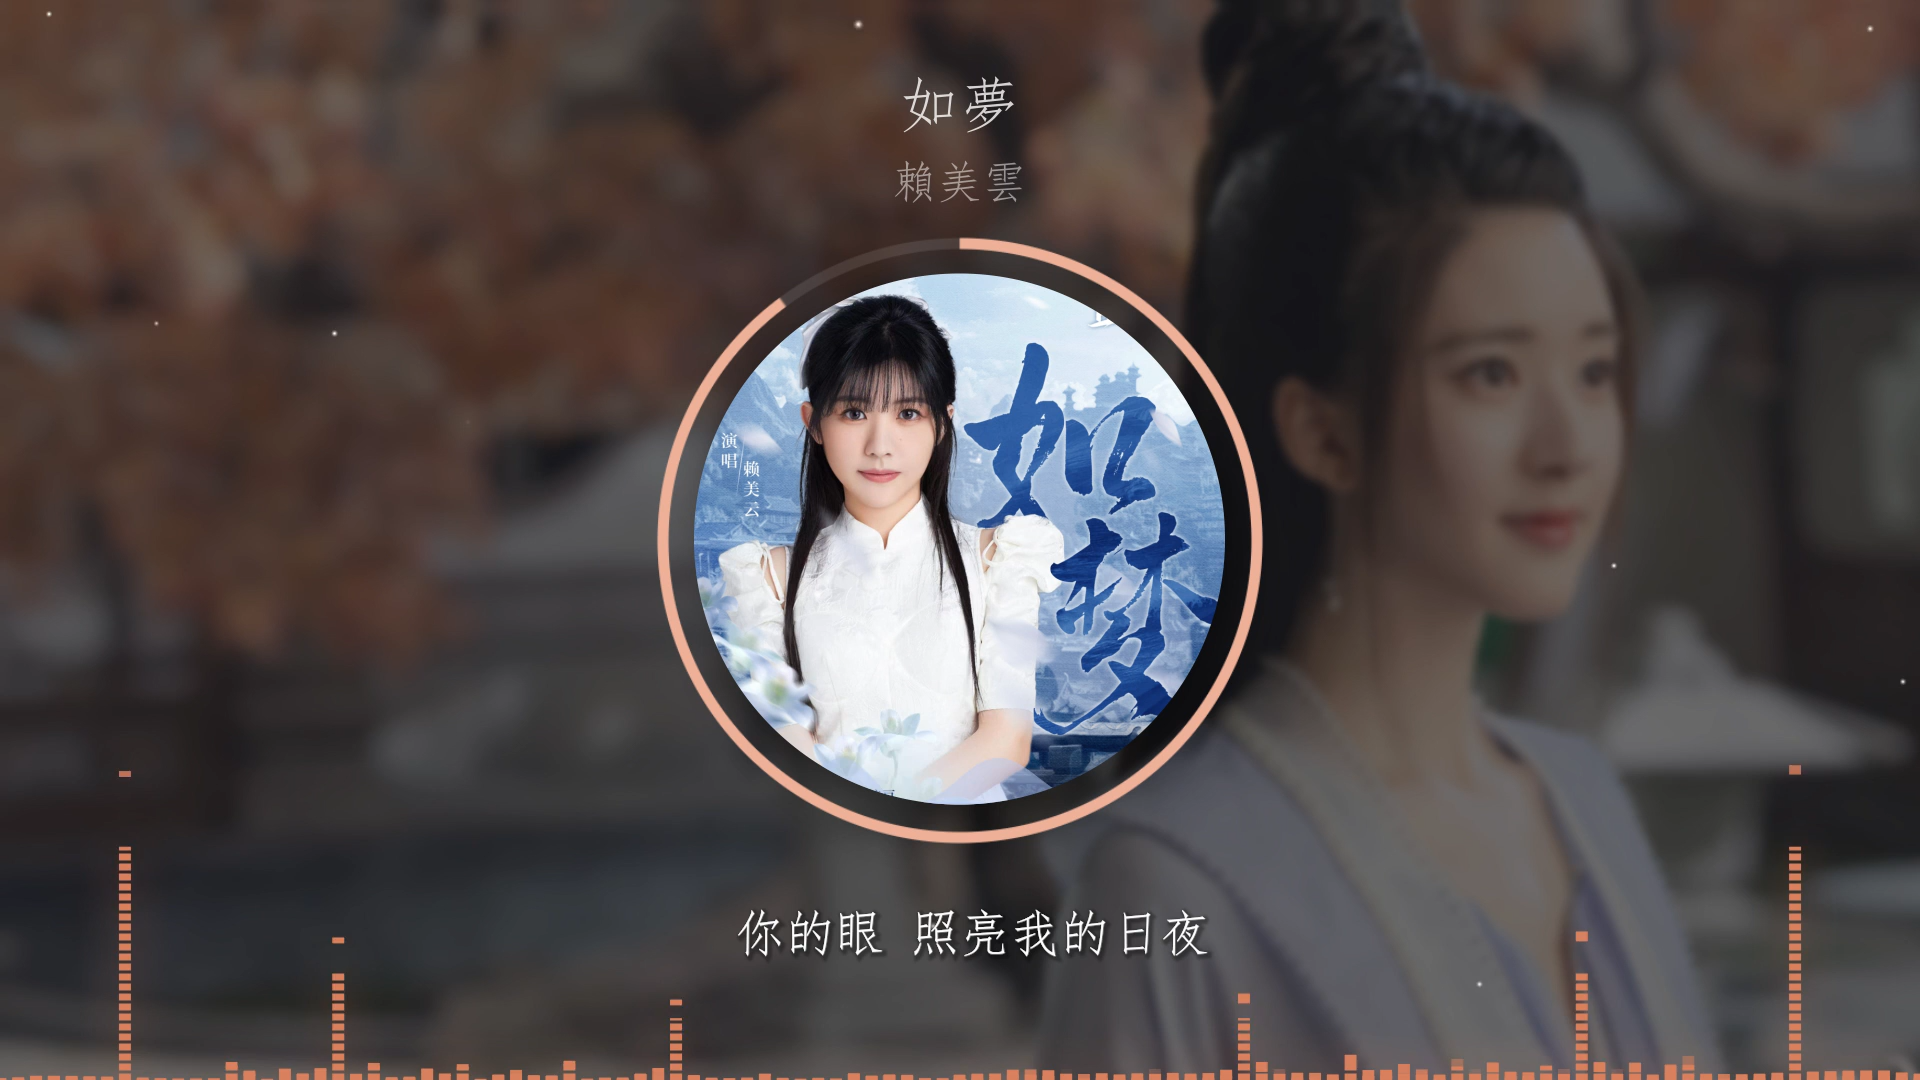 如夢
賴美雲
演唱
赖美云
如梦
你的眼 照亮我的日夜